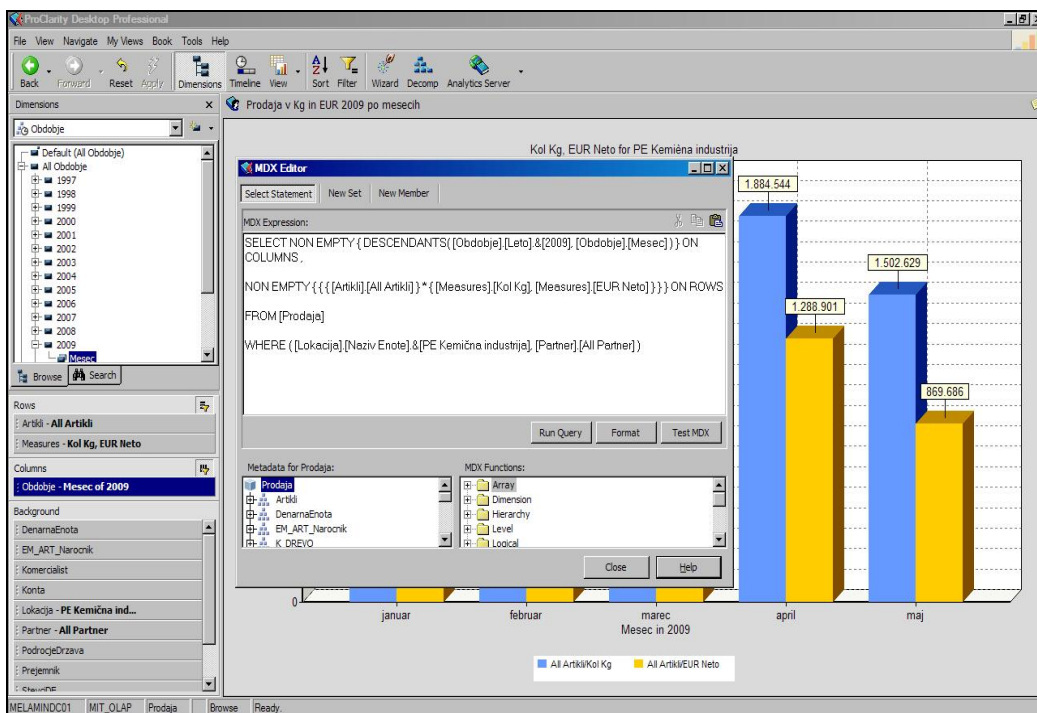 ProClarity Desktop Professional
File View Navigate My Views Book Tools Help
Back Forward Reset Apply Dimensions Timeline View Sort Filter Wizard Decomp Analytics Server
Dimensions
Prodaja v Kg in EUR 2009 po mesecih
Obdobje
Default (All Obdobje)
All Obdobje
1997
1998
1999
2000
2001
2002
2003
2004
2005
2006
2007
2008
2009
Mesec
Browse Search
Rows
Artikli - All Artikli
Measures - Kol Kg, EUR Neto
Columns
Obdobje - Mesec of 2009
Background
DenarnaEnota
EM_ART_Narocnik
Komercialist
Konta
Lokacija - PE Kemična ind...
Partner - All Partner
PodrocjeDrzava
Prejemnik
Kol Kg, EUR Neto for PE Kemična industrija
MDX Editor
Select Statement New Set New Member
MDX Expression:
SELECT NON EMPTY { DESCENDANTS( [Obdobje].[Leto].&[2009], [Obdobje].[Mesec] ) } ON
COLUMNS ,
NON EMPTY { { { [Artikli].[All Artikli] } * { [Measures].[Kol Kg], [Measures].[EUR Neto] } } } ON ROWS
FROM [Prodaja]
WHERE ( [Lokacija].[Naziv Enote].&[PE Kemična industrija], [Partner].[All Partner] )
Run Query Format Test MDX
Metadata for Prodaja:
Prodaja
Artikli
DenarnaEnota
EM_ART_Narocnik
K_DREVO
MDX Functions:
Array
Dimension
Hierarchy
Level
Logical
Close Help
1.884.544
1.288.901
1.502.629
869.686
0
januar februar marec april maj
Mesec in 2009
All Artikli/Kol Kg All Artikli/EUR Neto
MELAMINDC01 MIT_OLAP Prodaja Browse Ready.